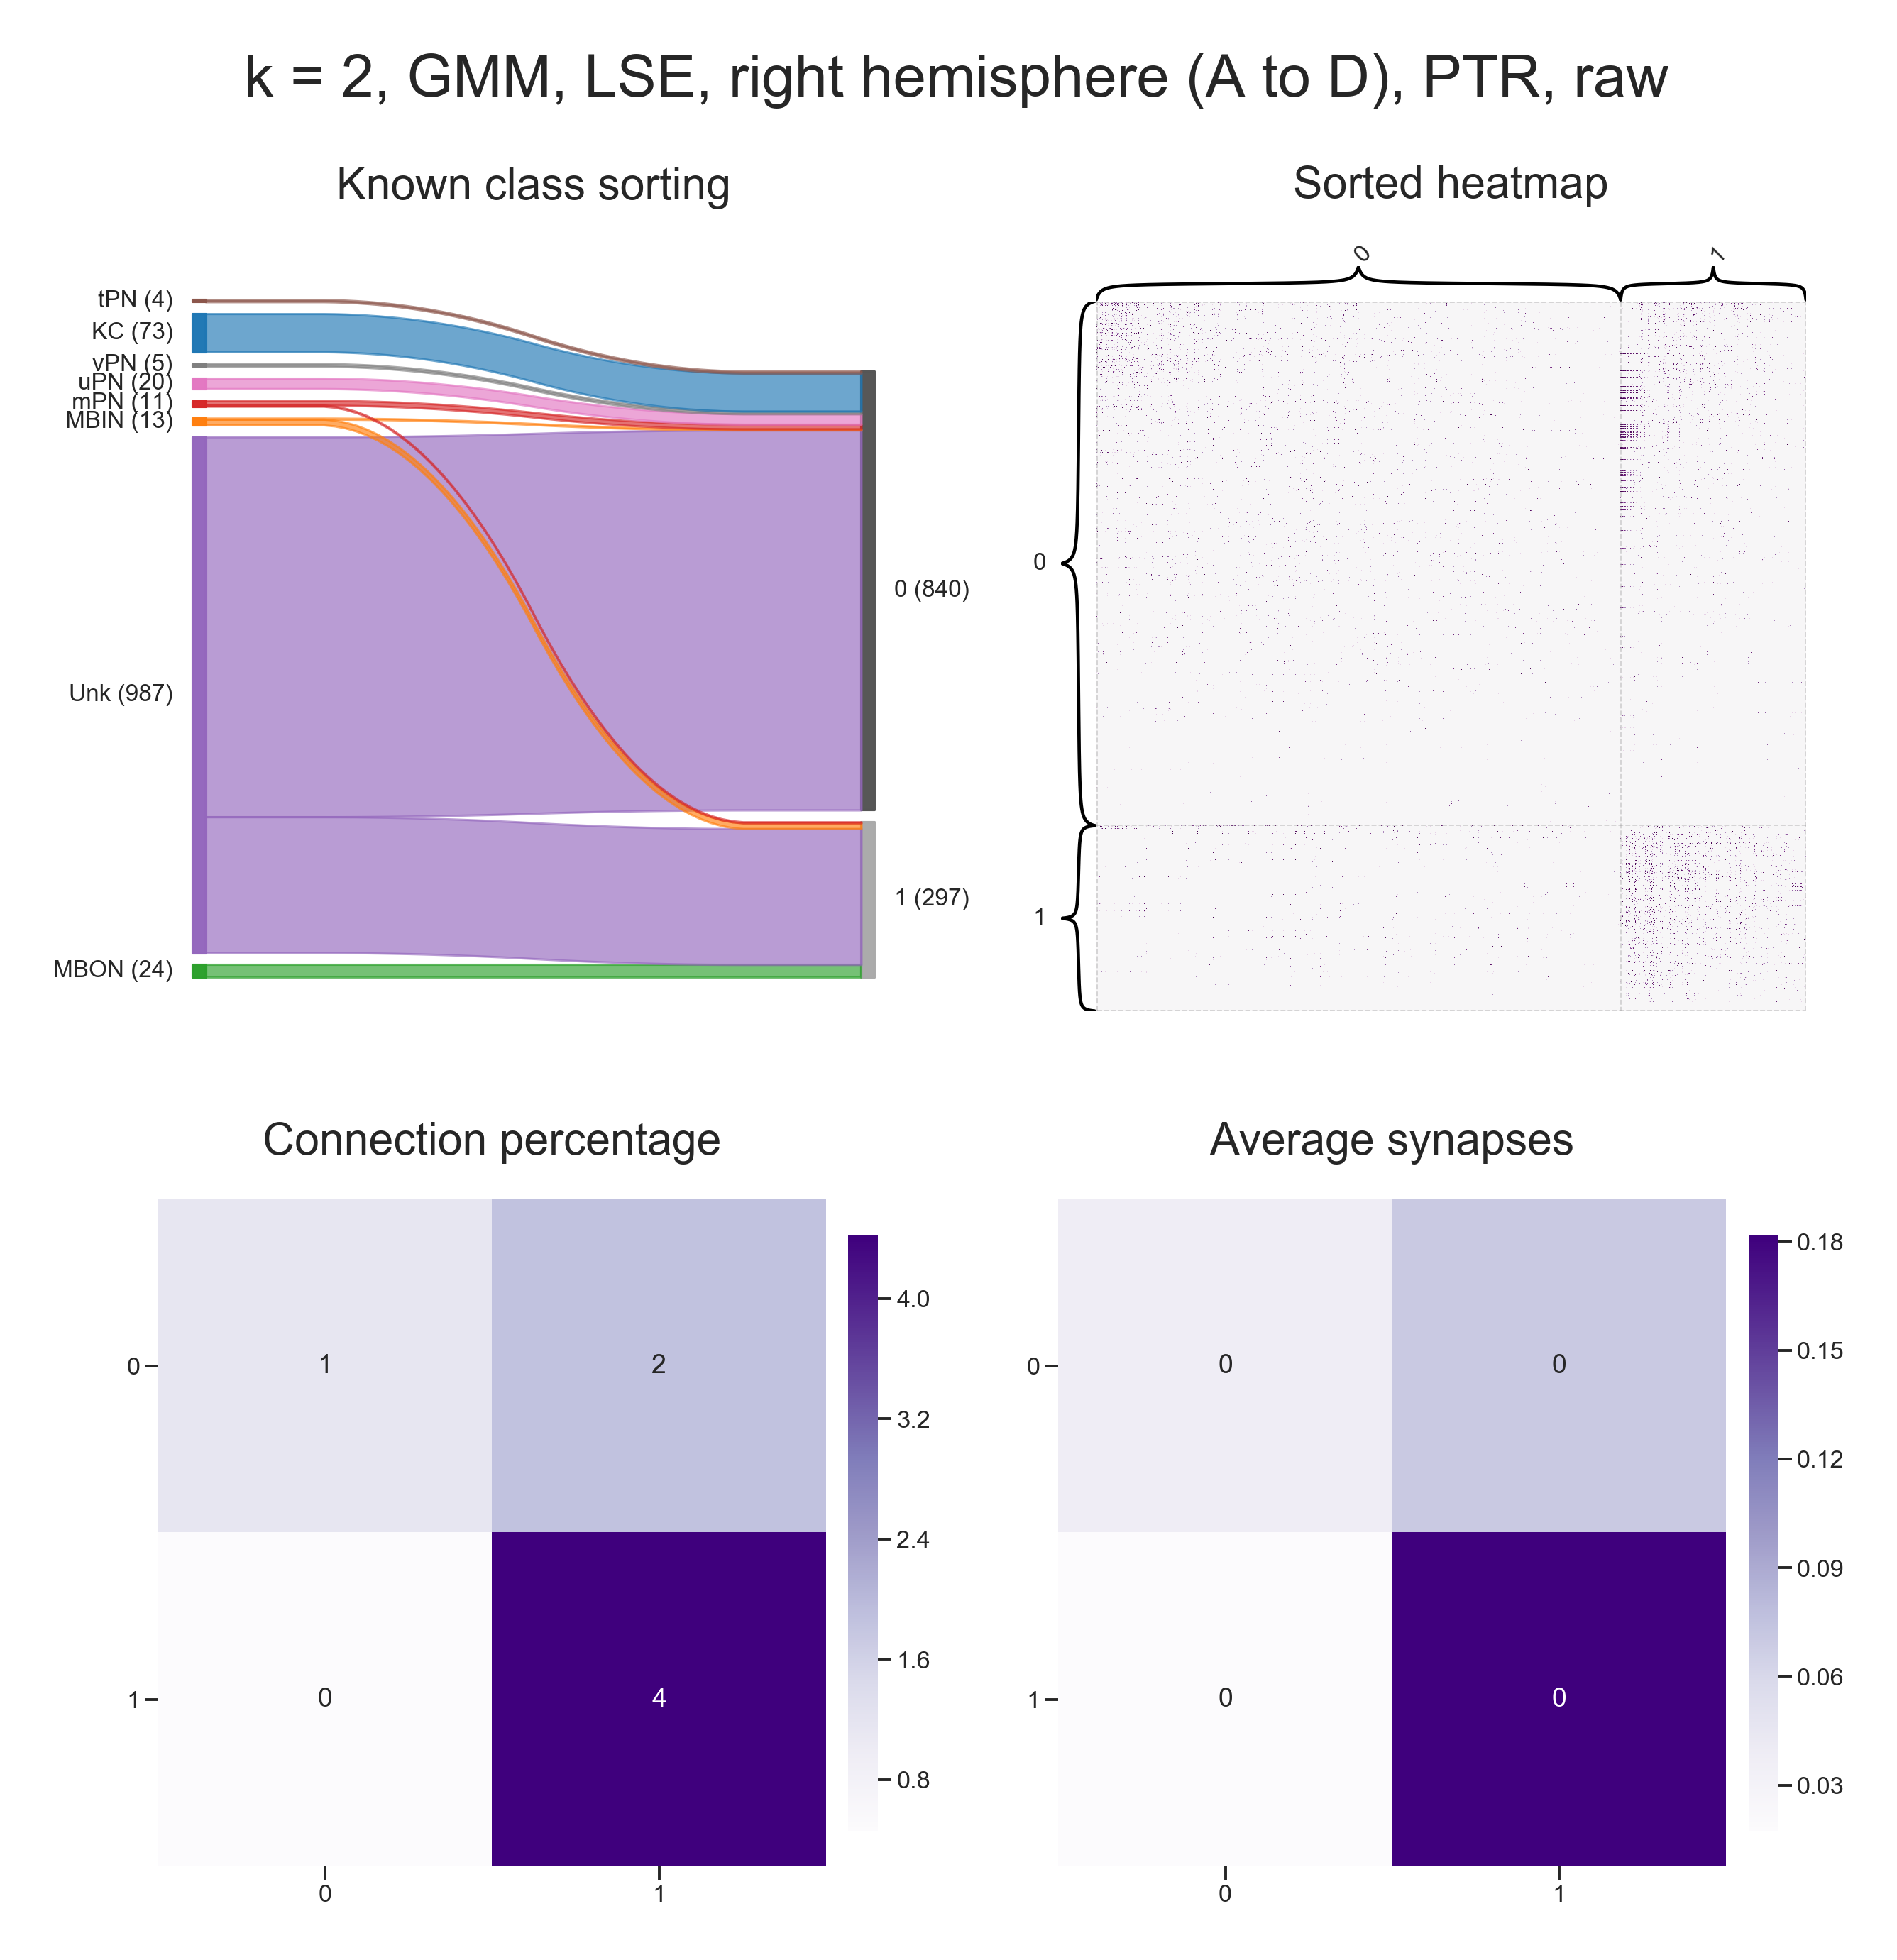 k = 2, GMM, LSE, right hemisphere (A to D), PTR, raw
Known class sorting
tPN (4)
KC (73)
vPN (5)
uPN (20)
mPN (11)
MBIN (13)
Unk (987)
MBON (24)
0 (840)
1 (297)
Sorted heatmap
0
1
0
1
Connection percentage
0
1
1
2
0
4
0
1
4.0
3.2
2.4
1.6
0.8
Average synapses
0
1
0
0
0
0
0
1
0.18
0.15
0.12
0.09
0.06
0.03